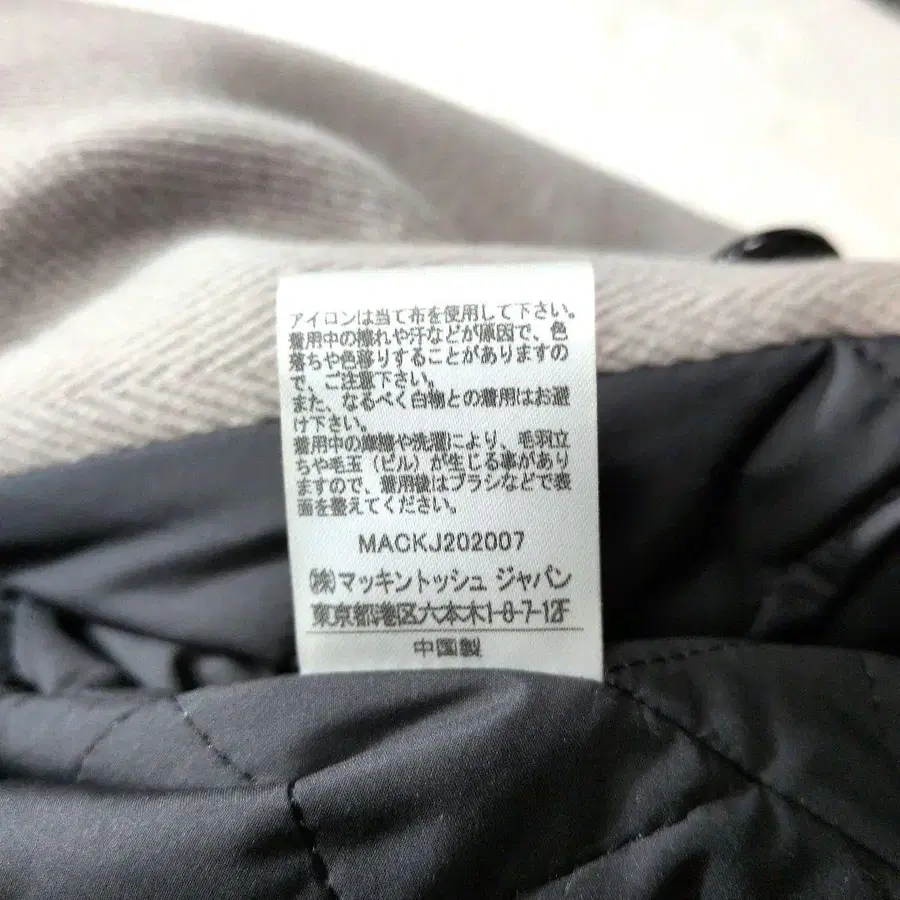 アイロンは当て布を使用して下さい。
着用中の擦れや汗などが原因で、色
落ちや色移りすることがありますの
で、ご注意下さい。
また、なるべく白物との着用はお避
け下さい。
着用中の摩擦や洗濯により、毛羽立
ちや毛玉（ピル）が生じる事があり
ますので、着用後はブラシなどで表
面を整えてください。
MACKJ202007
㈱マッキントッシュ ジャパン
東京都港区六本木1-8-7-12F
中国製